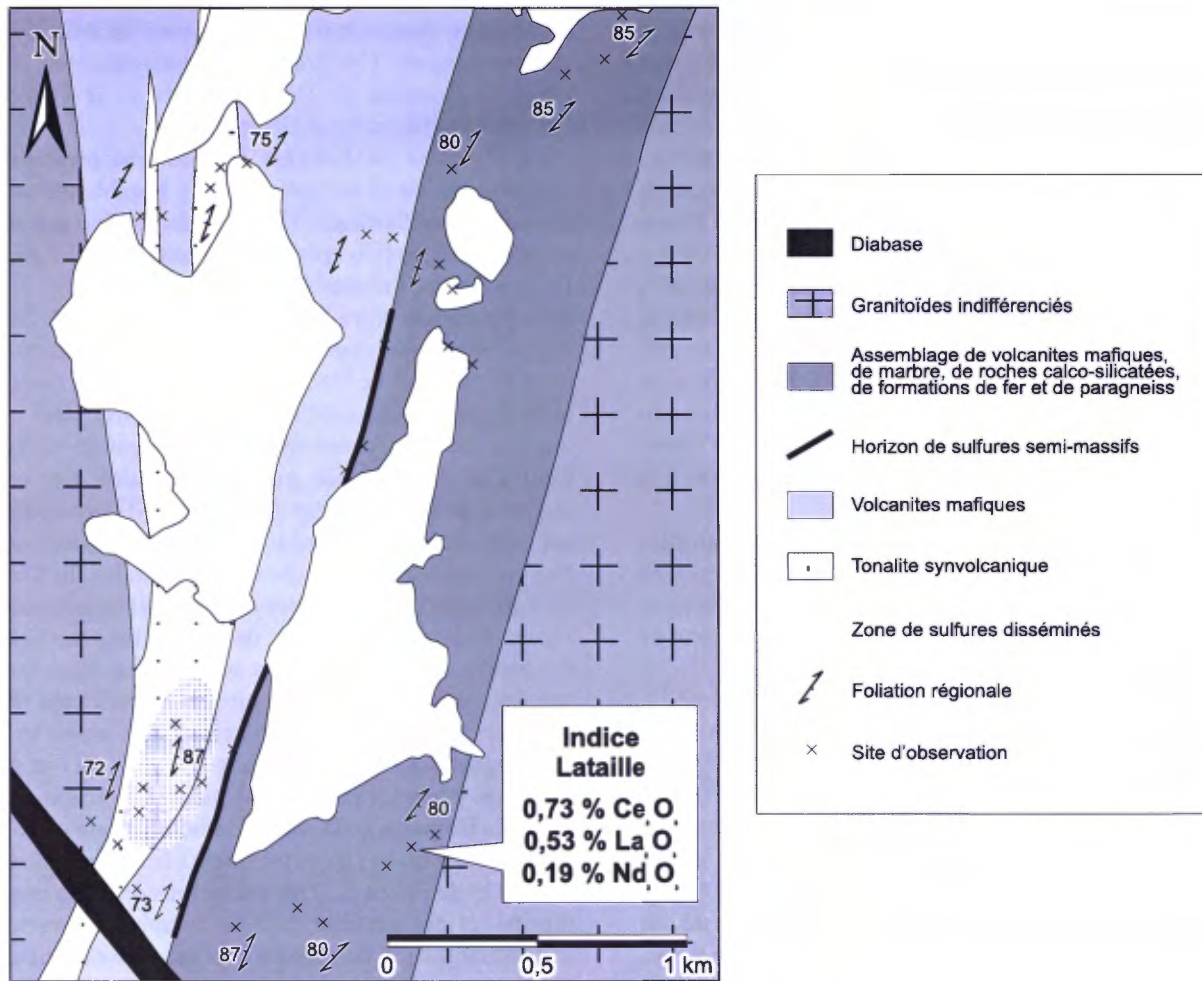 N
85
85
80
75
72
87
73
87
80
80
Indice
Lataille
0,73 % Ce,O,
0,53 % La,O,
0,19 % Nd,O,
0 0,5 1 km
Diabase
Granitoïdes indifférenciés
Assemblage de volcanites mafiques,
de marbre, de roches calco-silicatées,
de formations de fer et de paragneiss
Horizon de sulfures semi-massifs
Volcanites mafiques
Tonalite synvolcanique
Zone de sulfures disséminés
Foliation régionale
Site d'observation